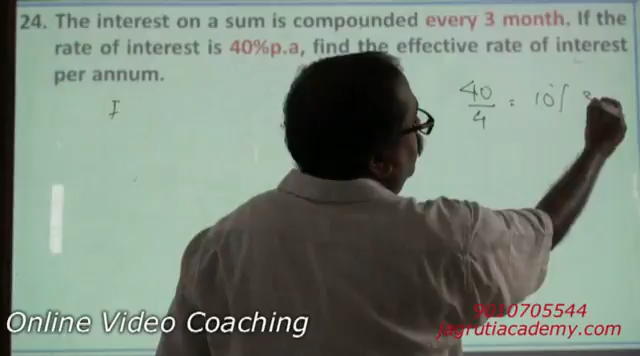 24. The interest on a sum is compounded every 3 month. If the
rate of interest is 40%p.a, find the effective rate of interest
per annum.
I
40/4 = 10%
9010705544
Online Video Coaching
jagrutiacademy.com